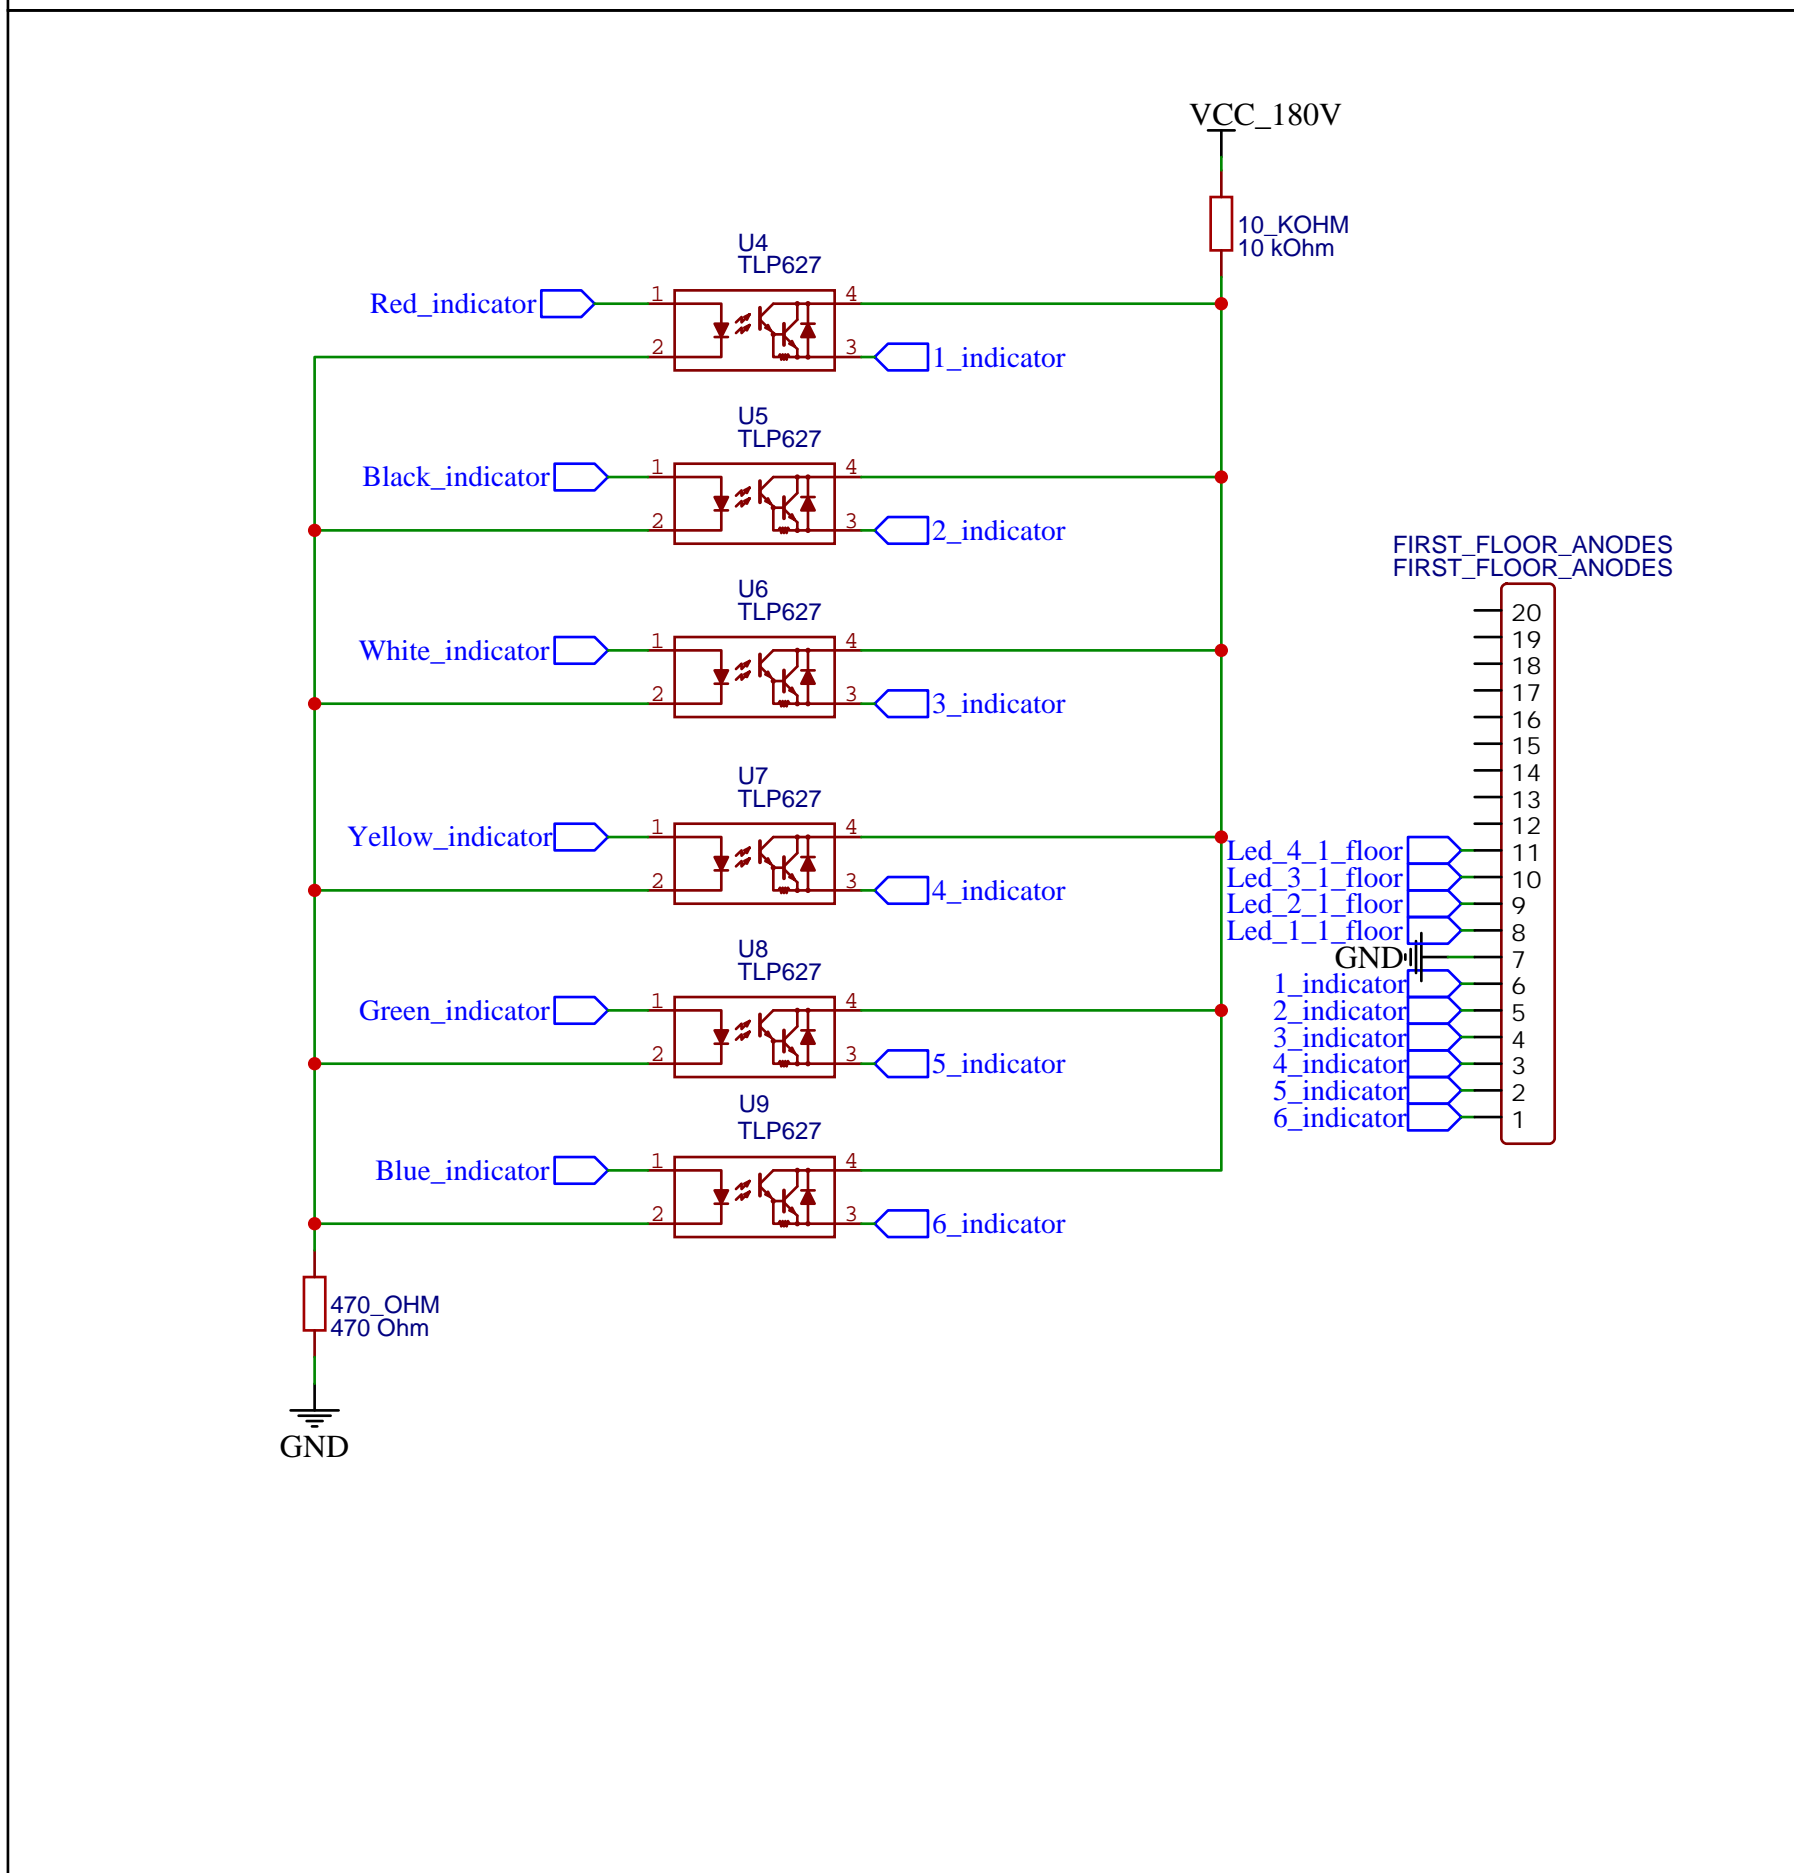 VCC_180V
10_KOHM
10 kOhm
U4
TLP627
Red_indicator
1
4
2
3
1_indicator
U5
TLP627
Black_indicator
1
4
2
3
2_indicator
U6
TLP627
White_indicator
1
4
2
3
3_indicator
U7
TLP627
Yellow_indicator
1
4
2
3
4_indicator
U8
TLP627
Green_indicator
1
4
2
3
5_indicator
U9
TLP627
Blue_indicator
1
4
2
3
6_indicator
470_OHM
470 Ohm
GND
FIRST_FLOOR_ANODES
FIRST_FLOOR_ANODES
20
19
18
17
16
15
14
13
12
Led_4_1_floor 11
Led_3_1_floor 10
Led_2_1_floor 9
Led_1_1_floor 8
GND 7
1_indicator 6
2_indicator 5
3_indicator 4
4_indicator 3
5_indicator 2
6_indicator 1